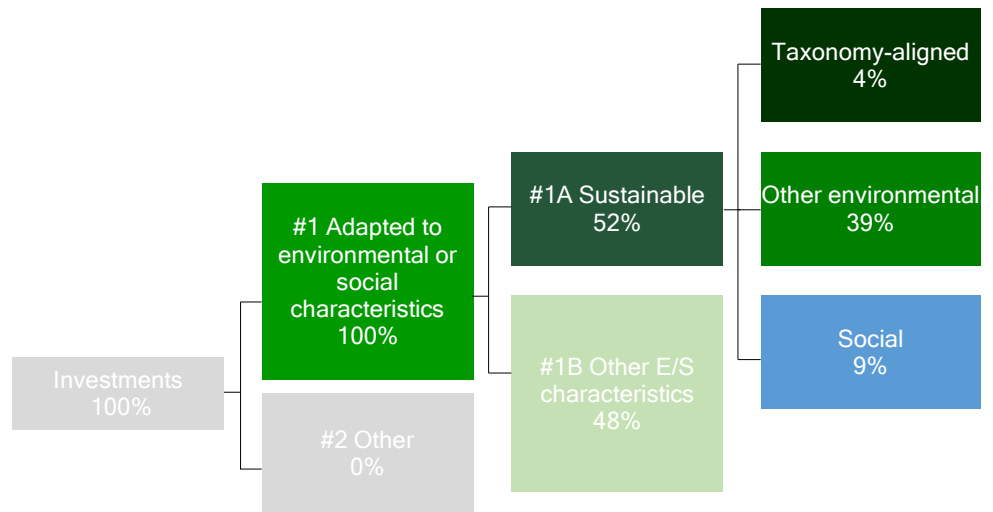 Investments
100%
#1 Adapted to
environmental or
social
characteristics
100%
#2 Other
0%
#1A Sustainable
52%
#1B Other E/S
characteristics
48%
Taxonomy-aligned
4%
Other environmental
39%
Social
9%